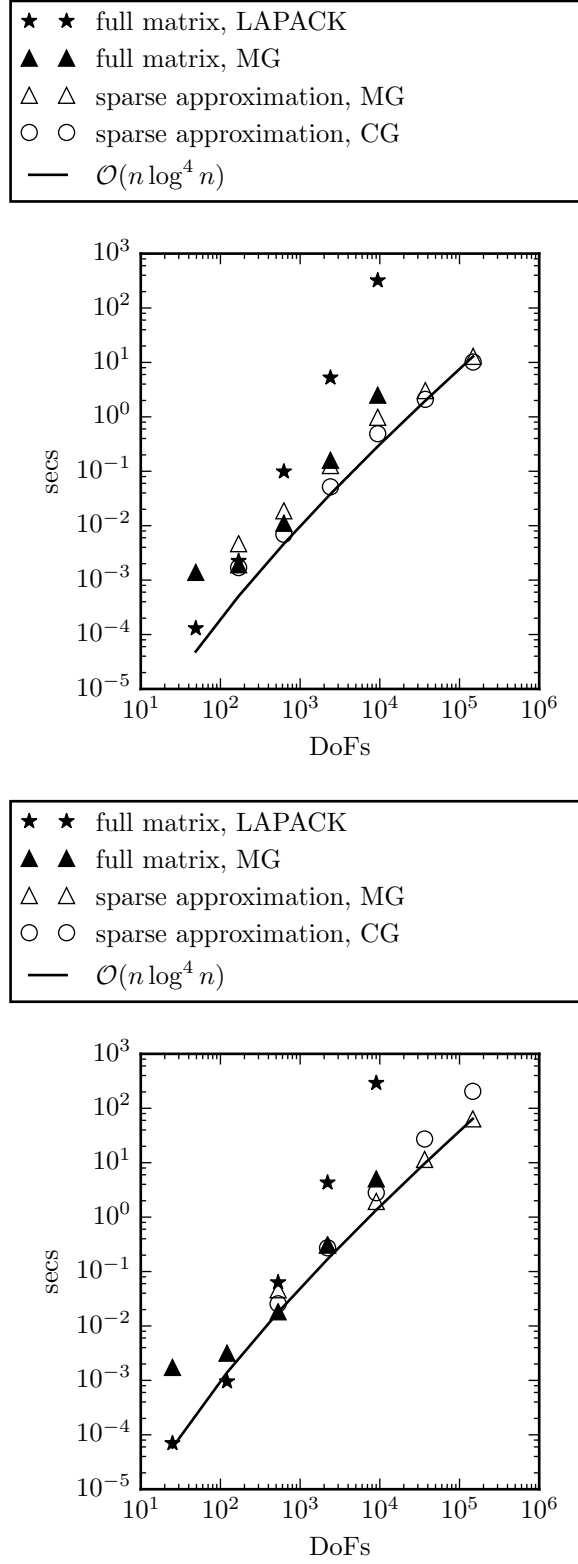 full matrix, LAPACK
full matrix, MG
sparse approximation, MG
sparse approximation, CG
𝒪(n log⁴ n)
10³
10²
10¹
10⁰
10⁻¹
10⁻²
10⁻³
10⁻⁴
10⁻⁵
secs
10¹ 10² 10³ 10⁴ 10⁵ 10⁶
DoFs
full matrix, LAPACK
full matrix, MG
sparse approximation, MG
sparse approximation, CG
𝒪(n log⁴ n)
10³
10²
10¹
10⁰
10⁻¹
10⁻²
10⁻³
10⁻⁴
10⁻⁵
secs
10¹ 10² 10³ 10⁴ 10⁵ 10⁶
DoFs